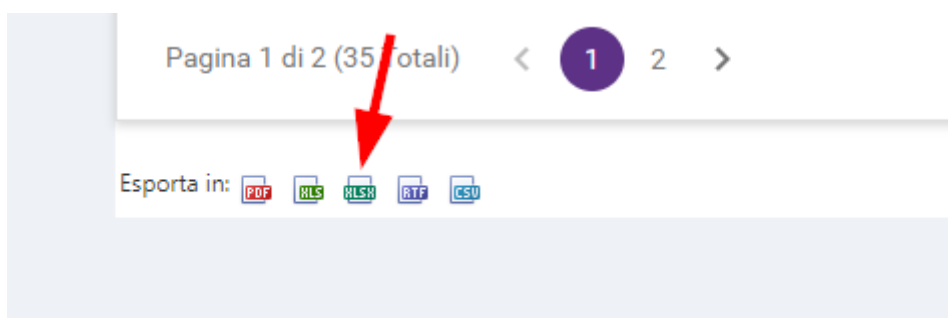 Pagina 1 di 2 (35 Totali) < 1 2 >
Esporta in: PDF XLS XLSX RTF CSV